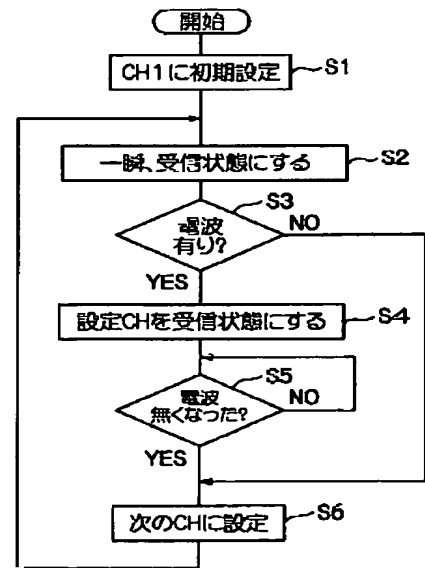 開始
CH1に初期設定
S1
一瞬、受信状態にする
S2
S3
電波
有り?
NO
YES
設定CHを受信状態にする
S4
S5
電波
無くなった?
NO
YES
次のCHに設定
S6